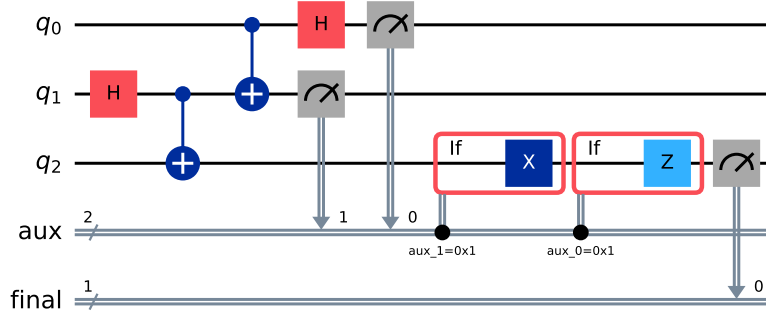 q0 H
q1 H
q2 If X If Z
aux 2 1 0
aux_1=0x1 aux_0=0x1
final 1 0